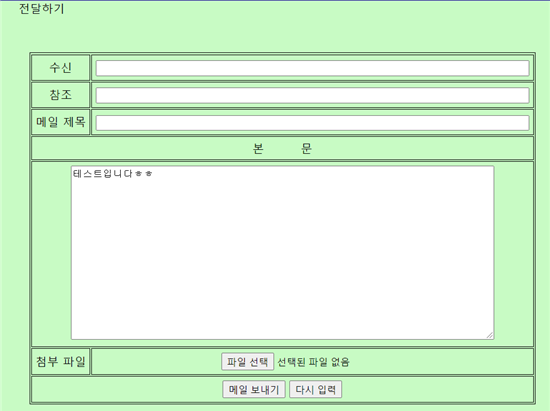 전달하기
수신
참조
메일 제목
본 문
테스트입니다ㅎㅎ
첨부 파일 파일 선택 선택된 파일 없음
메일 보내기 다시 입력